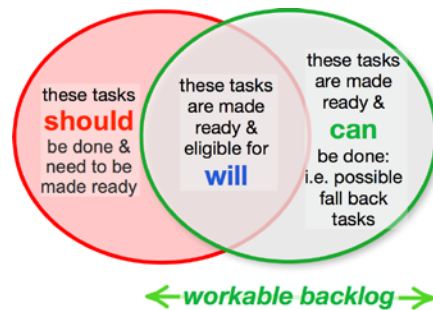 these tasks
should
be done &
need to be
made ready
these tasks
are made
ready &
eligible for
will
these tasks
are made
ready &
can
be done:
i.e. possible
fall back
tasks
workable backlog